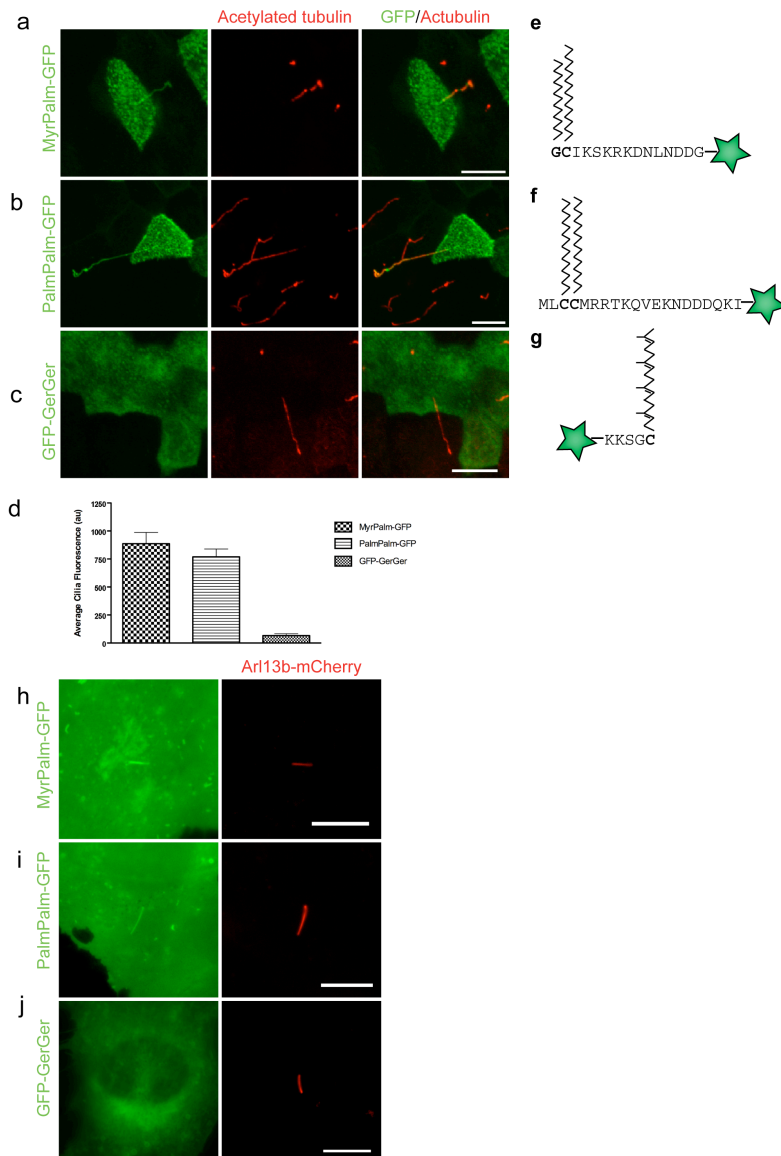 a
Acetylated tubulin
GFP/Actubulin
MyrPalm-GFP
b
PalmPalm-GFP
c
GFP-GerGer
e
GCIKSKRKDNLNDDG
f
MLCCMRRTKQVEKNDDDQKI
g
KKSGC
d
Average Cilia Fluorescence (au)
1250
1000
750
500
250
0
MyrPalm-GFP
PalmPalm-GFP
GFP-GerGer
Arl13b-mCherry
h
MyrPalm-GFP
i
PalmPalm-GFP
j
GFP-GerGer